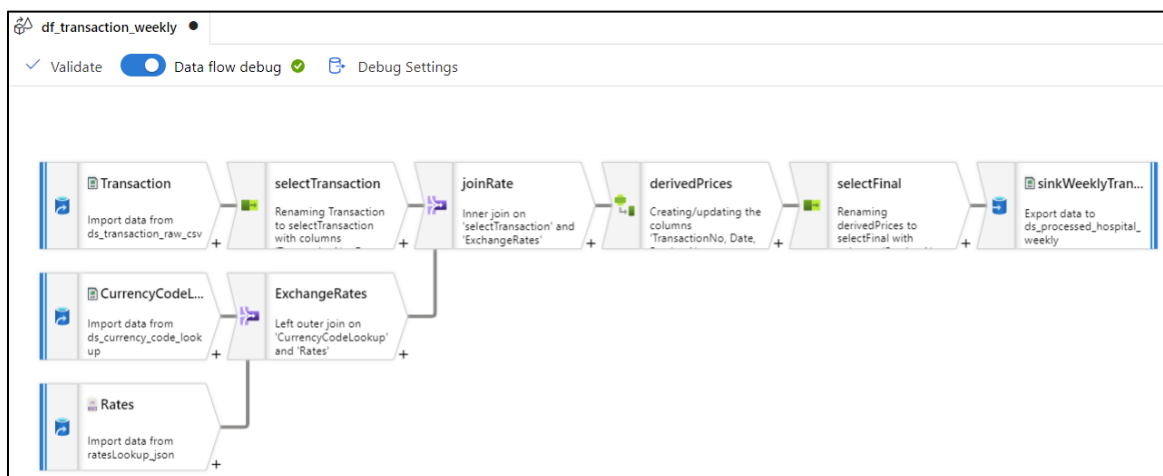 df_transaction_weekly
Validate Data flow debug Debug Settings
Transaction
Import data from
ds_transaction_raw_csv
+
selectTransaction
Renaming Transaction
to selectTransaction
with columns
+
joinRate
Inner join on
'selectTransaction' and
'ExchangeRates'
+
derivedPrices
Creating/updating the
columns
'TransactionNo, Date,
+
selectFinal
Renaming
derivedPrices to
selectFinal with
+
sinkWeeklyTran...
Export data to
ds_processed_hospital_
weekly
CurrencyCodeL...
Import data from
ds_currency_code_look
up
+
ExchangeRates
Left outer join on
'CurrencyCodeLookup'
and 'Rates'
+
Rates
Import data from
ratesLookup_json
+